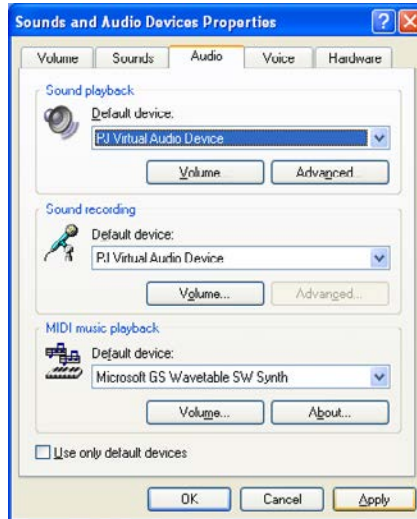 Sounds and Audio Devices Properties
Volume Sounds Audio Voice Hardware
Sound playback
Default device:
PJ Virtual Audio Device
Volume... Advanced...
Sound recording
Default device:
PJ Virtual Audio Device
Volume... Advanced...
MIDI music playback
Default device:
Microsoft GS Wavetable SW Synth
Volume... About...
Use only default devices
OK Cancel Apply